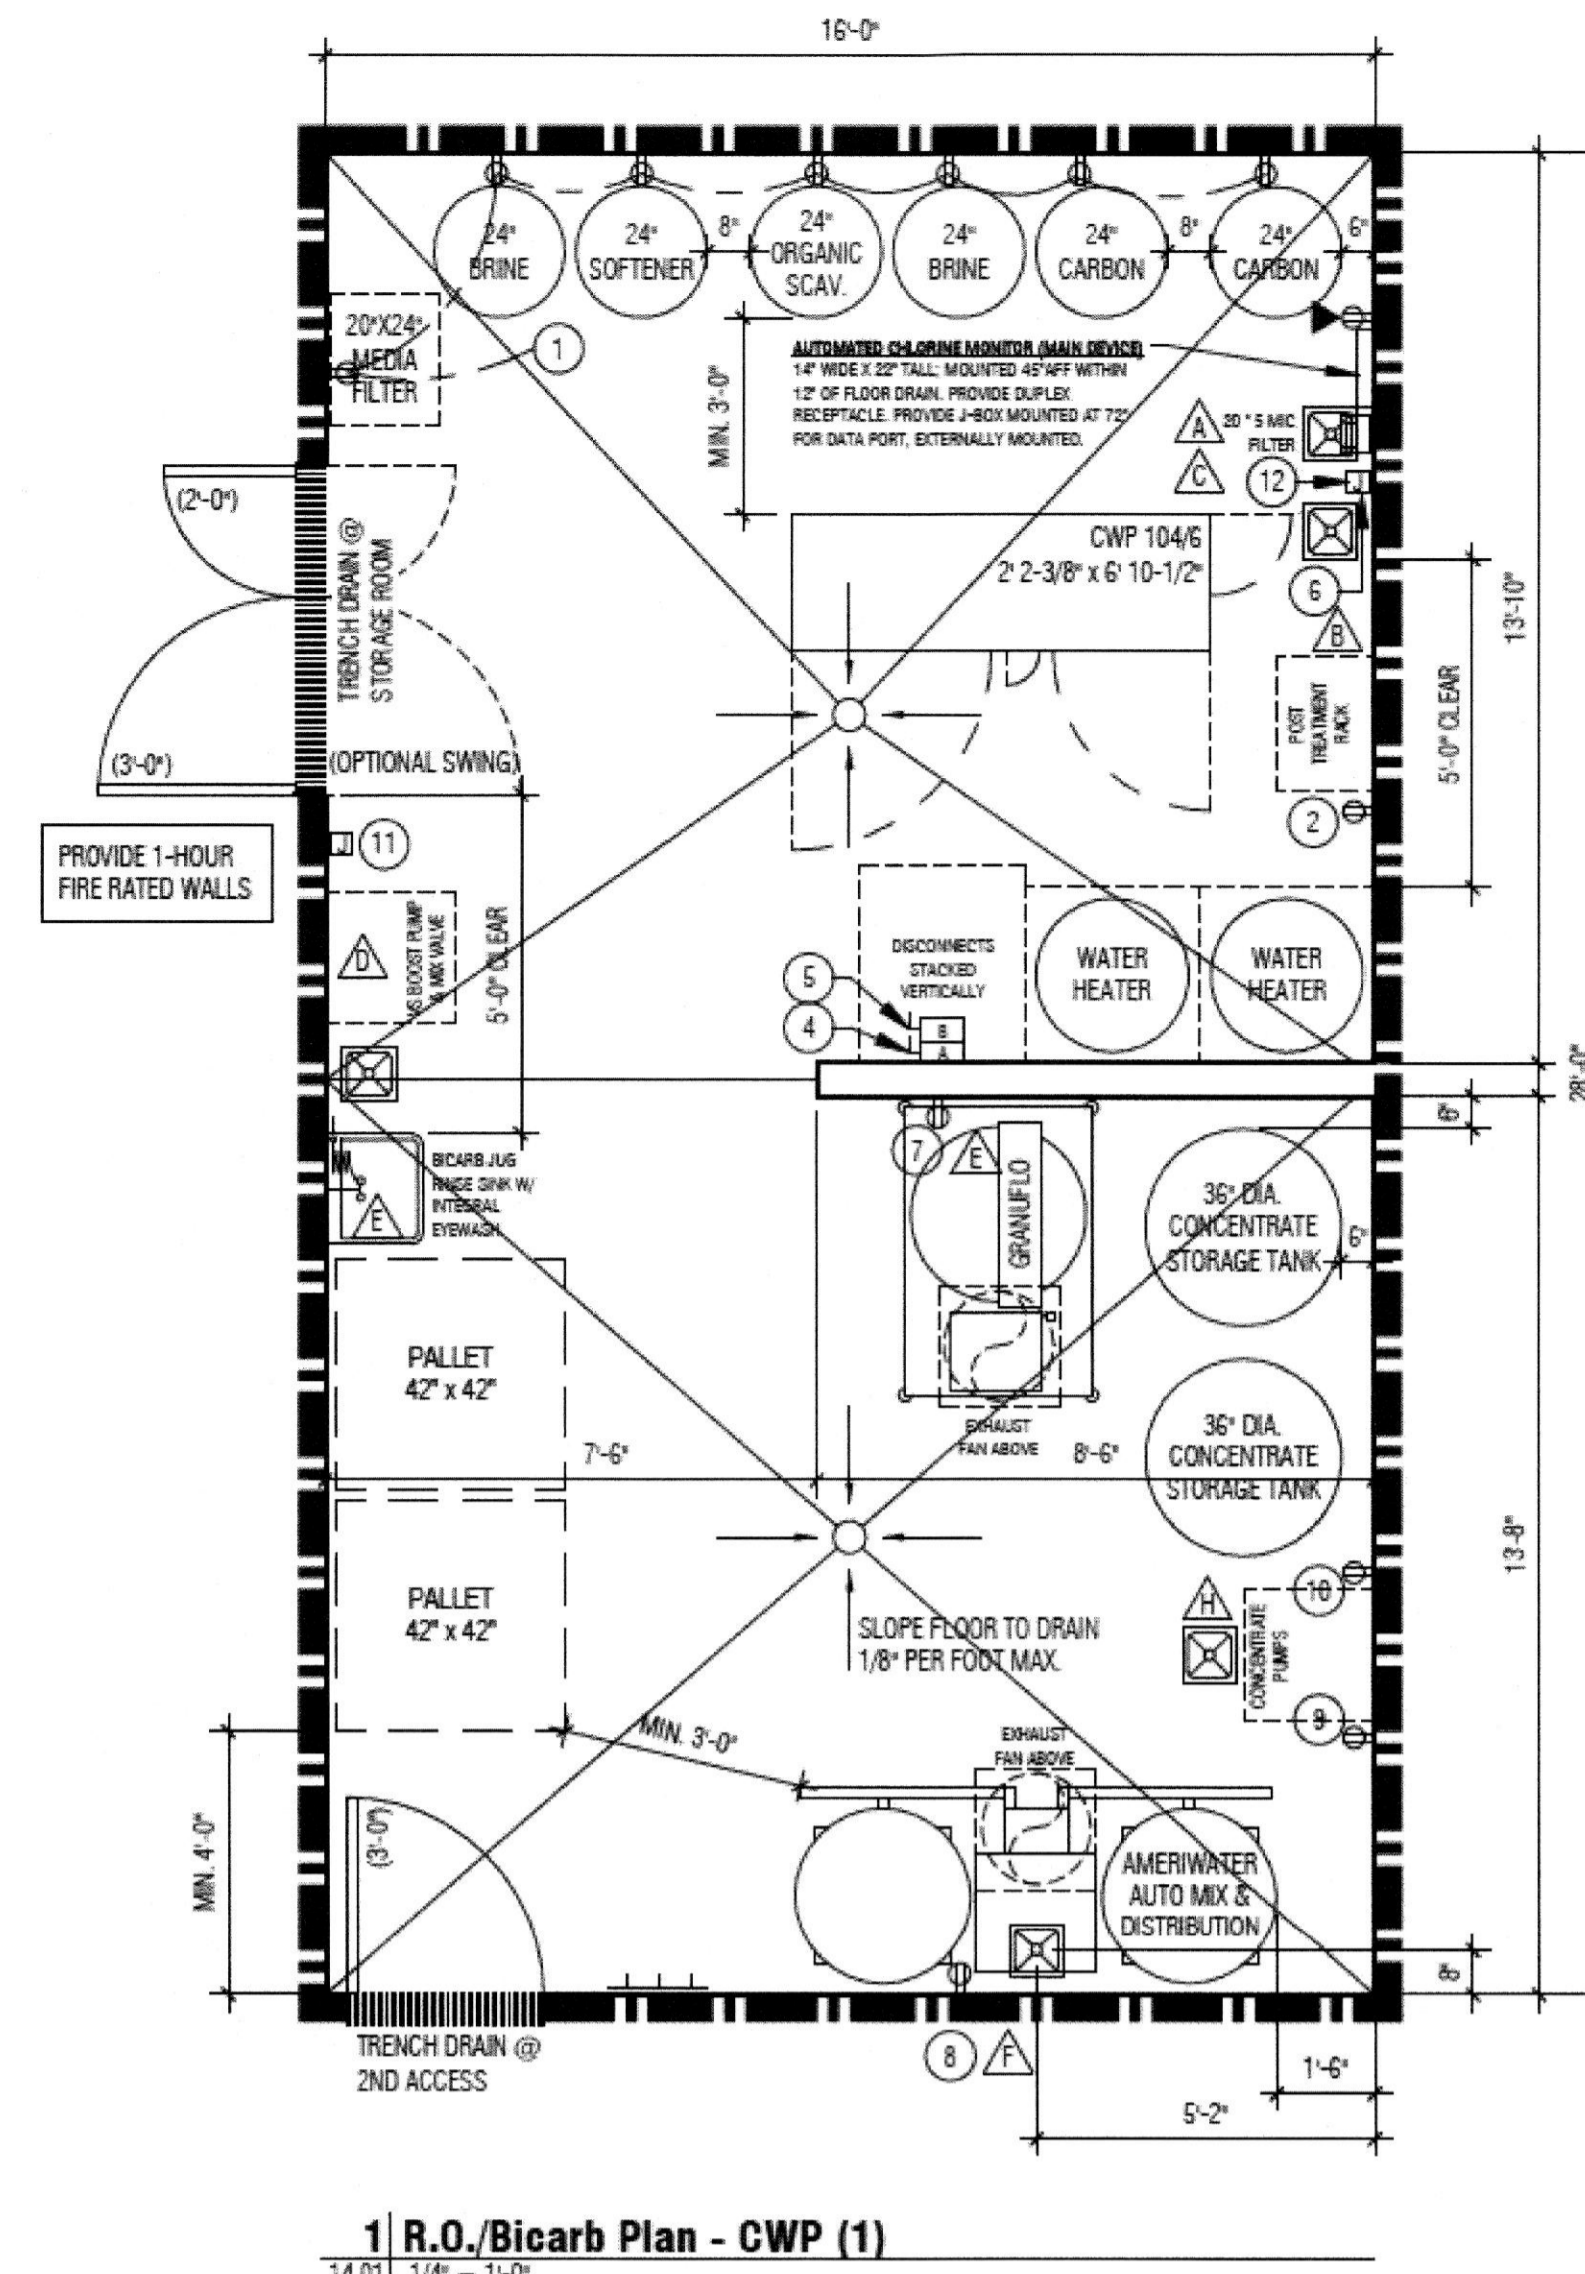 16'-0"
24"
BRINE
24"
SOFTENER
8"
24"
ORGANIC
SCAV.
24"
BRINE
24"
CARBON
8"
24"
CARBON
6"
20"X24"
MEDIA
FILTER
1
MIN. 3'-0"
AUTOMATED CHLORINE MONITOR (MAIN DEVICE)
14" WIDE X 22" TALL; MOUNTED 45"AFF WITHIN
12" OF FLOOR DRAIN. PROVIDE DUPLEX
RECEPTACLE. PROVIDE J-BOX MOUNTED AT 72"
FOR DATA PORT, EXTERNALLY MOUNTED.
A
20" 5 MIC
FILTER
C
12
J
(2'-0")
TRENCH DRAIN @
STORAGE ROOM
CWP 104/6
2' 2-3/8" x 6' 10-1/2"
6
B
13'-10"
5'-0" CLEAR
POST
TREATMENT
RACK
(3'-0")
(OPTIONAL SWING)
2
PROVIDE 1-HOUR
FIRE RATED WALLS
J
11
D
VS BOOST PUMP
& MIX VALVE
5'-0" CLEAR
DISCONNECTS
STACKED
VERTICALLY
5
4
B
A
WATER
HEATER
WATER
HEATER
28'-0"
6"
7
E
GRANUFLO
BICARB JUG
RINSE SINK W/
INTEGRAL
EYEWASH
E
36" DIA.
CONCENTRATE
STORAGE TANK
6"
PALLET
42" x 42"
EXHAUST
FAN ABOVE
7'-6"
8'-6"
36" DIA.
CONCENTRATE
STORAGE TANK
13'-8"
PALLET
42" x 42"
SLOPE FLOOR TO DRAIN
1/8" PER FOOT MAX.
H
CONCENTRATE
PUMPS
10
9
MIN. 3'-0"
EXHAUST
FAN ABOVE
MIN. 4'-0"
(3'-0")
AMERIWATER
AUTO MIX &
DISTRIBUTION
8"
TRENCH DRAIN @
2ND ACCESS
8
F
1'-6"
5'-2"
1 R.O./Bicarb Plan - CWP (1)
14.01 1/4" = 1'-0"